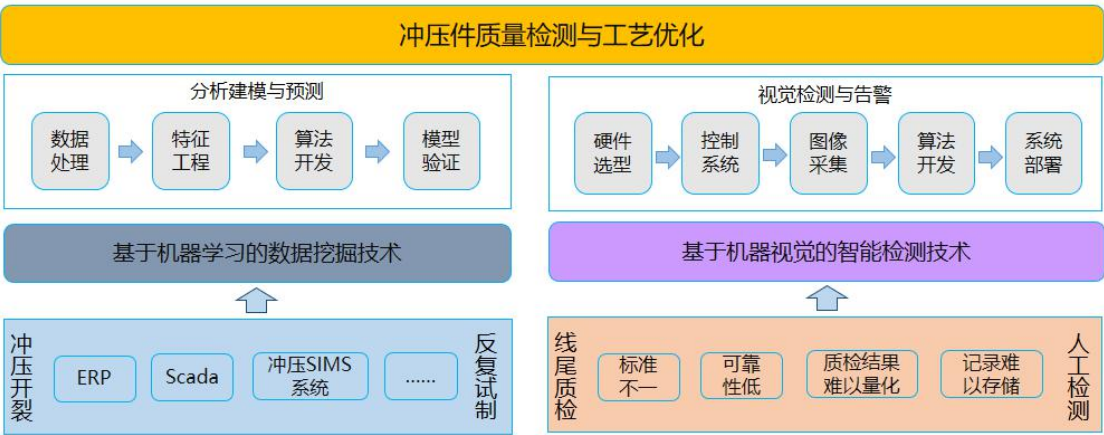 冲压件质量检测与工艺优化
分析建模与预测
数据
处理
特征
工程
算法
开发
模型
验证
视觉检测与告警
硬件
选型
控制
系统
图像
采集
算法
开发
系统
部署
基于机器学习的数据挖掘技术
基于机器视觉的智能检测技术
冲压开裂
ERP
Scada
冲压SIMS
系统
……
反复试制
线尾质检
标准
不一
可靠
性低
质检结果
难以量化
记录难
以存储
人工检测